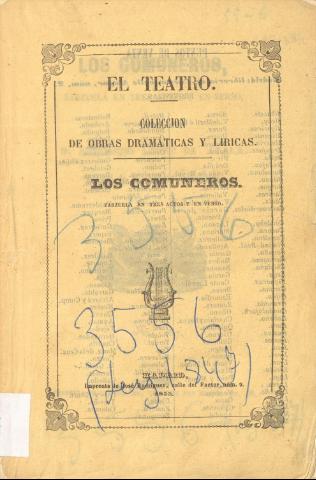 EL TEATRO.
COLECCION
DE OBRAS DRAMÁTICAS Y LIRICAS.
LOS COMUNEROS.
ZARZUELA EN TRES ACTOS Y EN VERSO.
3556
3556
MADRID.
Imprenta de José Rodriguez, calle del Factor, núm. 9.
1855.